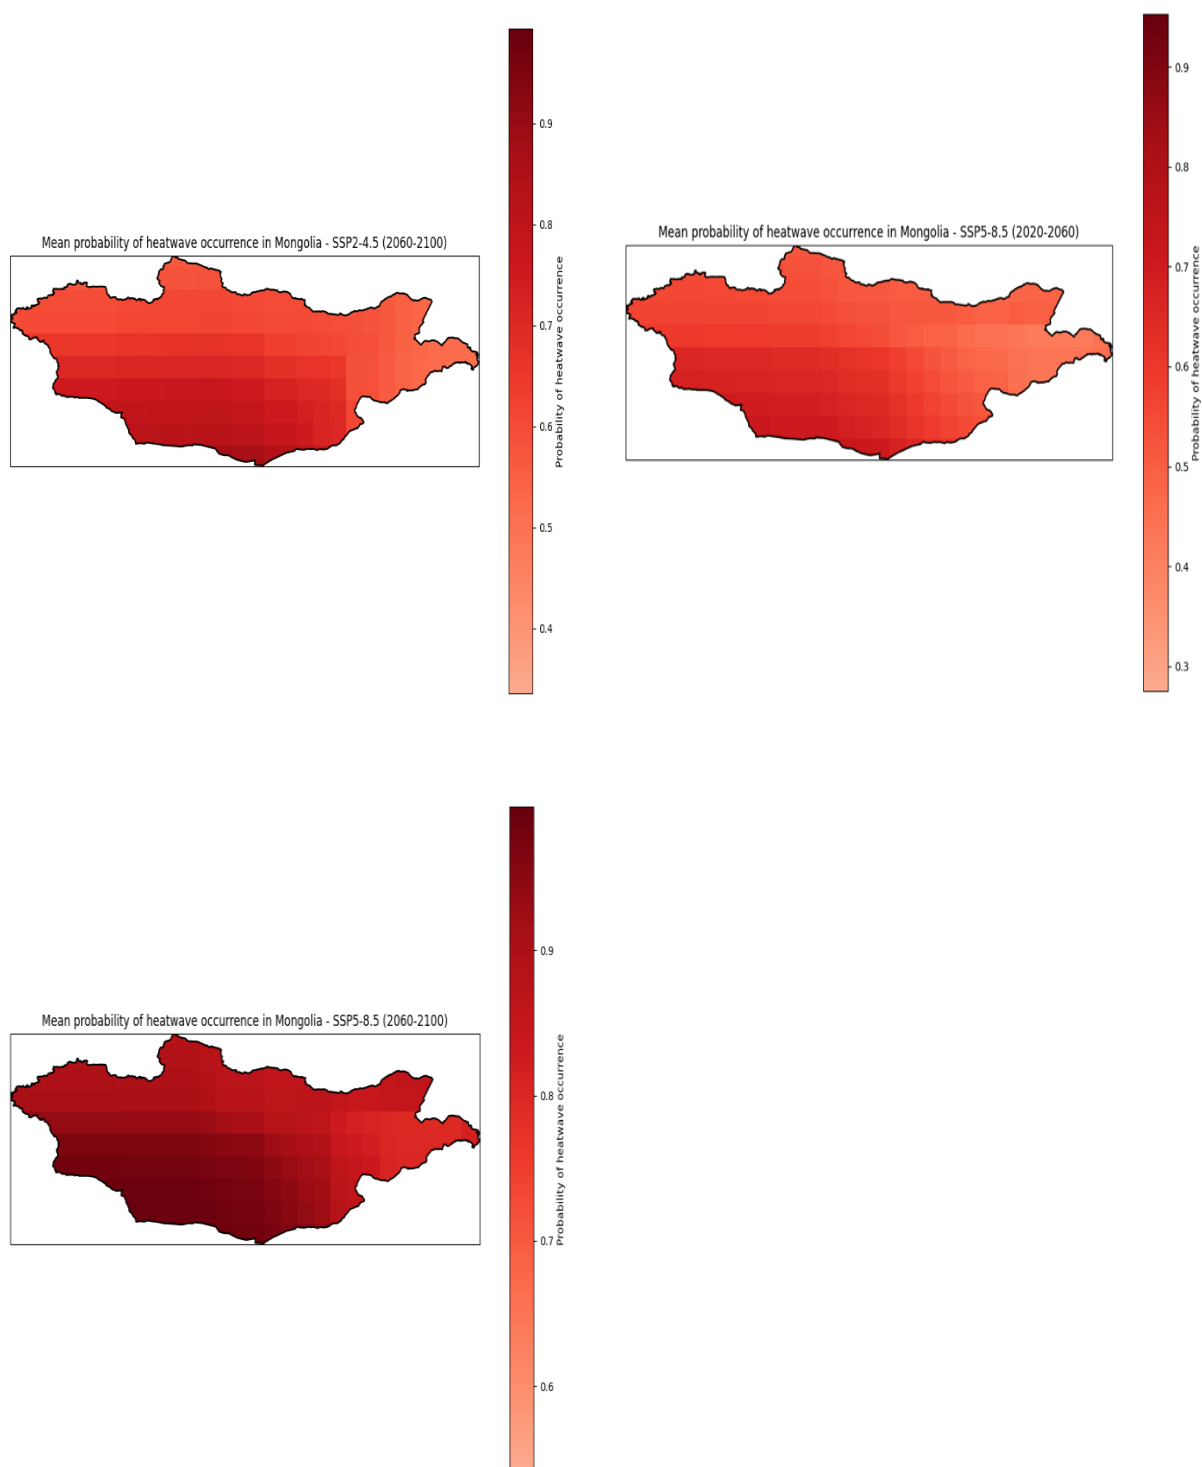 Mean probability of heatwave occurrence in Mongolia - SSP2-4.5 (2060-2100)
0.9
0.8
0.7
0.6
0.5
0.4
Probability of heatwave occurrence
Mean probability of heatwave occurrence in Mongolia - SSP5-8.5 (2020-2060)
0.9
0.8
0.7
0.6
0.5
0.4
0.3
Probability of heatwave occurrence
Mean probability of heatwave occurrence in Mongolia - SSP5-8.5 (2060-2100)
0.9
0.8
0.7
0.6
Probability of heatwave occurrence